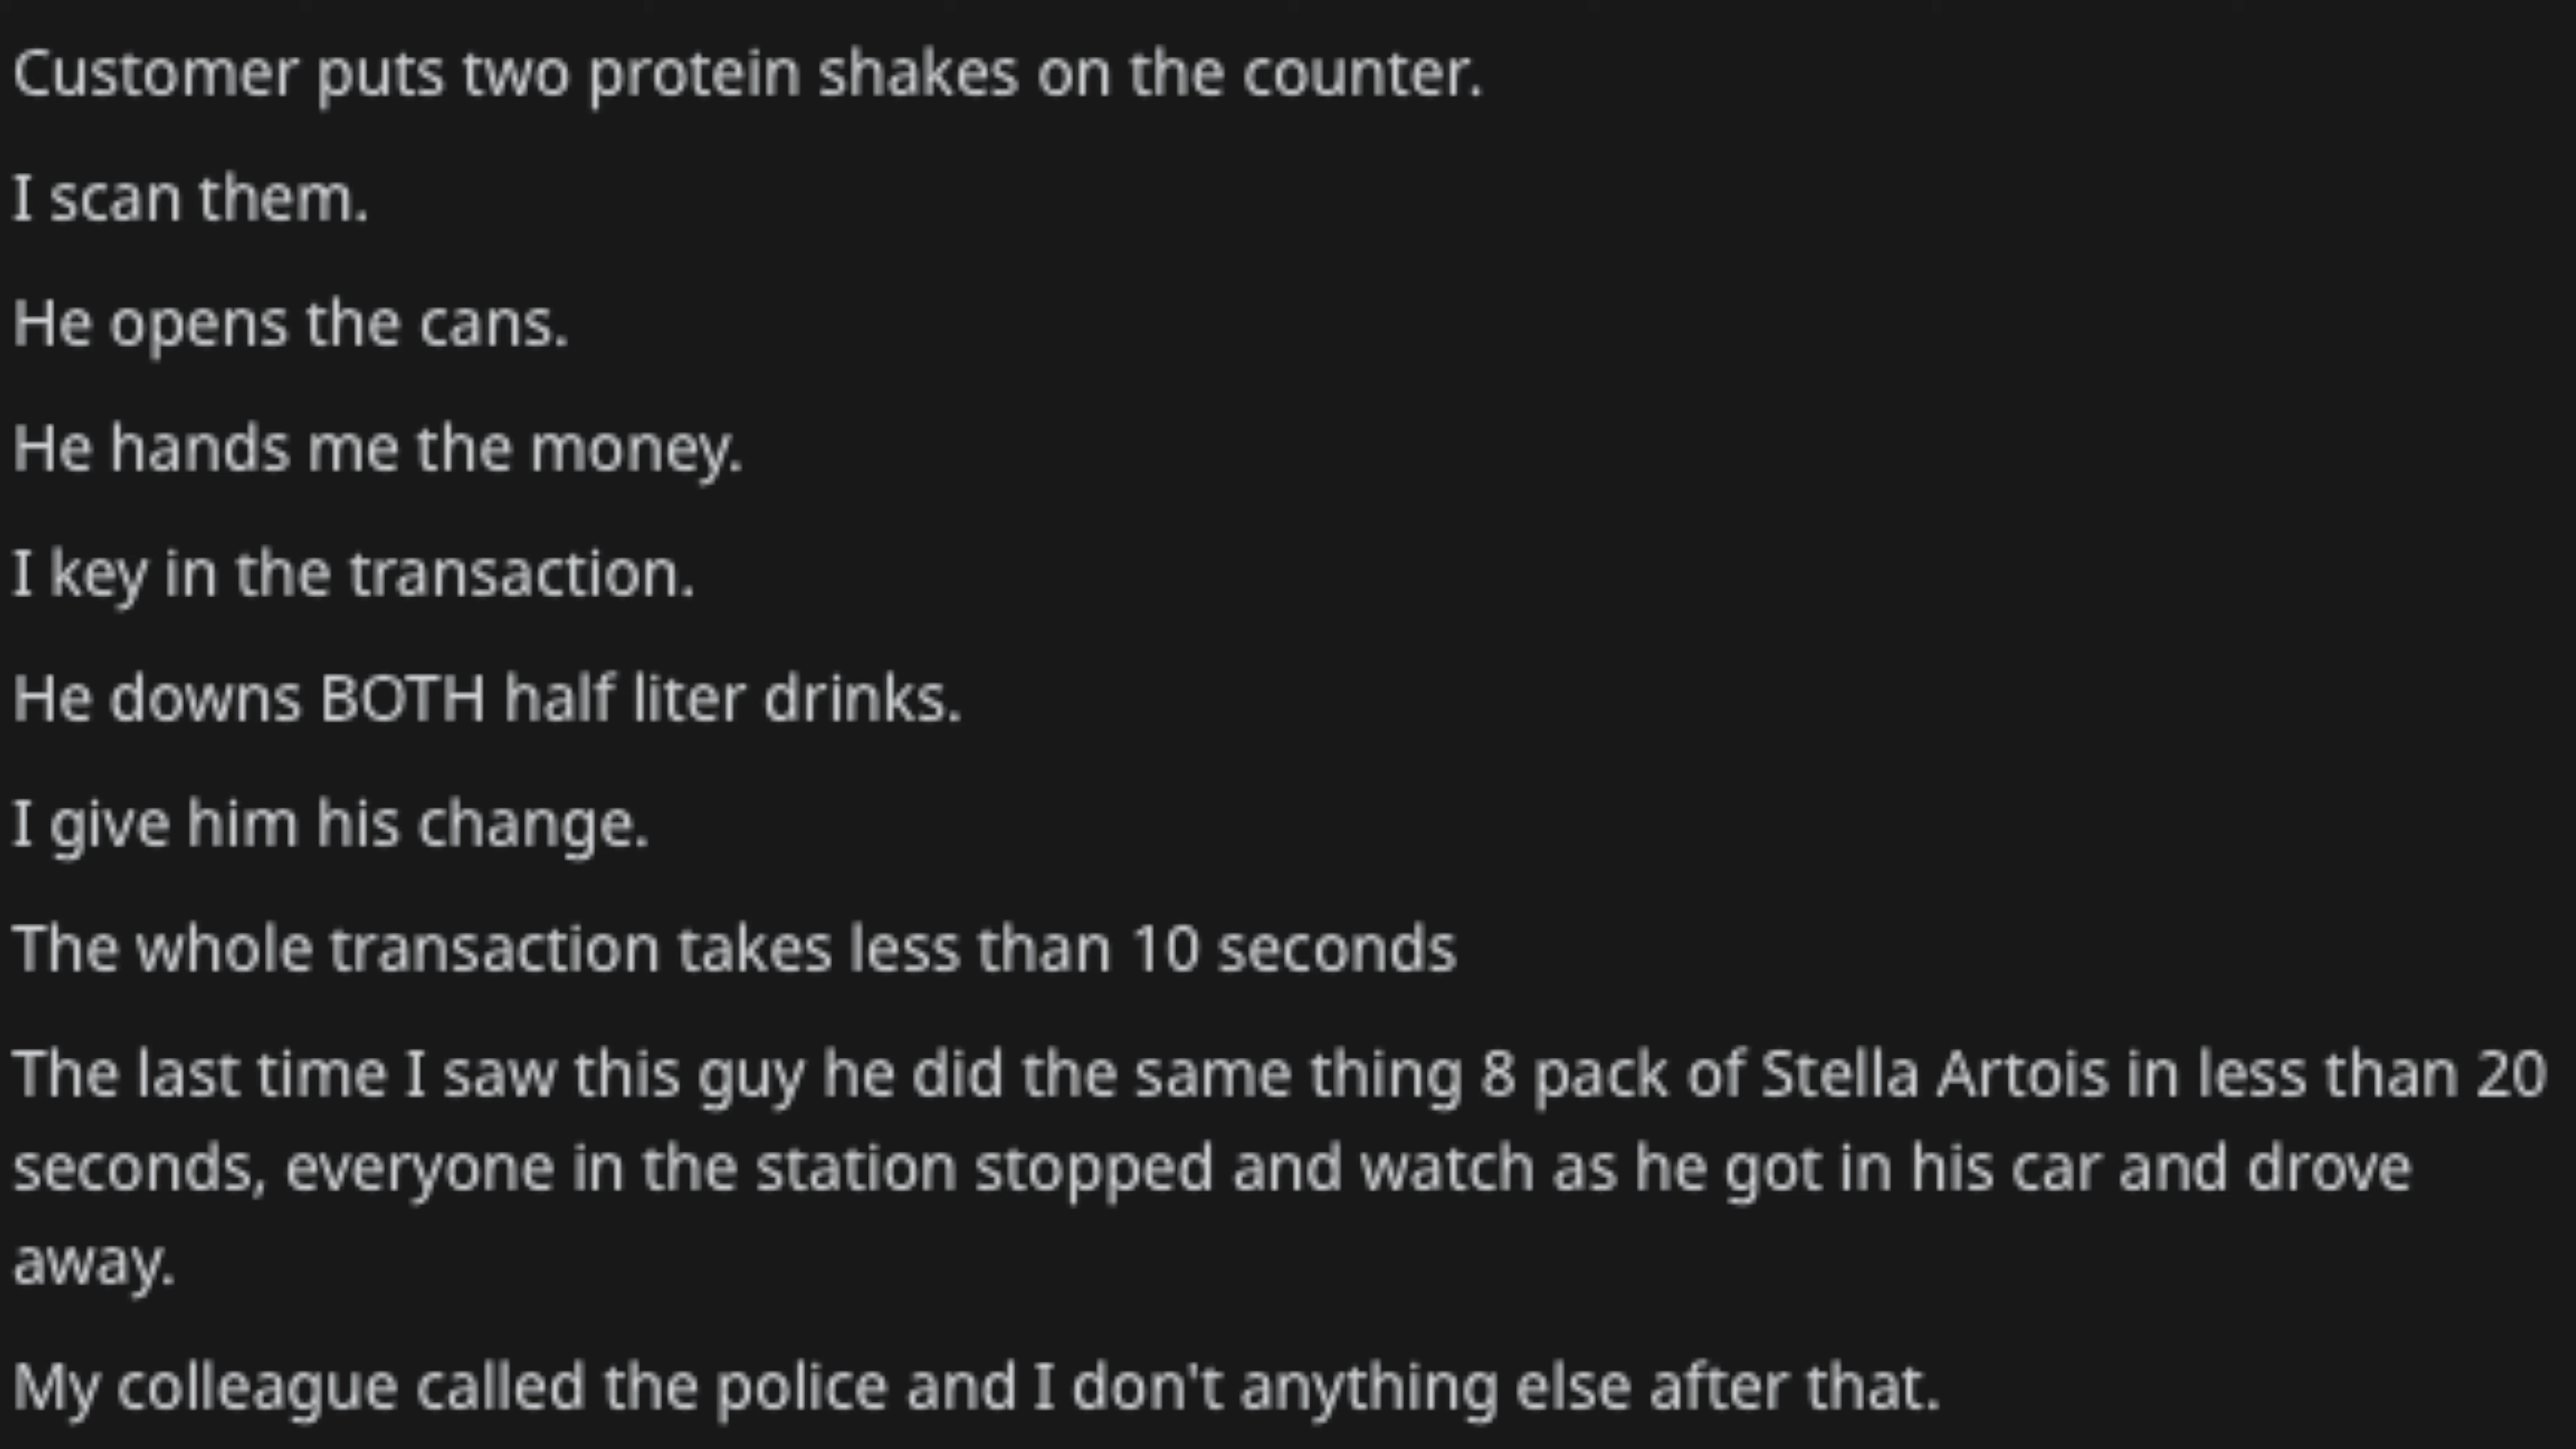 Customer puts two protein shakes on the counter.
I scan them.
He opens the cans.
He hands me the money.
I key in the transaction.
He downs BOTH half liter drinks.
I give him his change.
The whole transaction takes less than 10 seconds
The last time I saw this guy he did the same thing 8 pack of Stella Artois in less than 20
seconds, everyone in the station stopped and watch as he got in his car and drove
away.
My colleague called the police and I don't anything else after that.